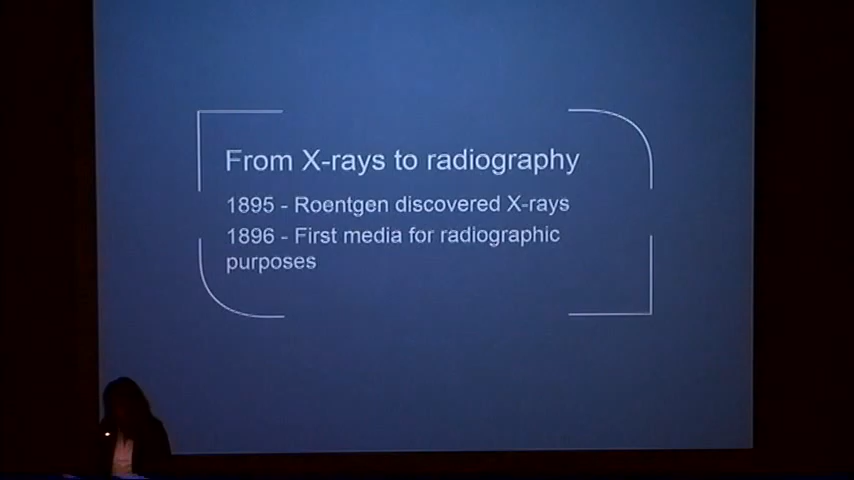 From X-rays to radiography
1895 - Roentgen discovered X-rays
1896 - First media for radiographic
purposes